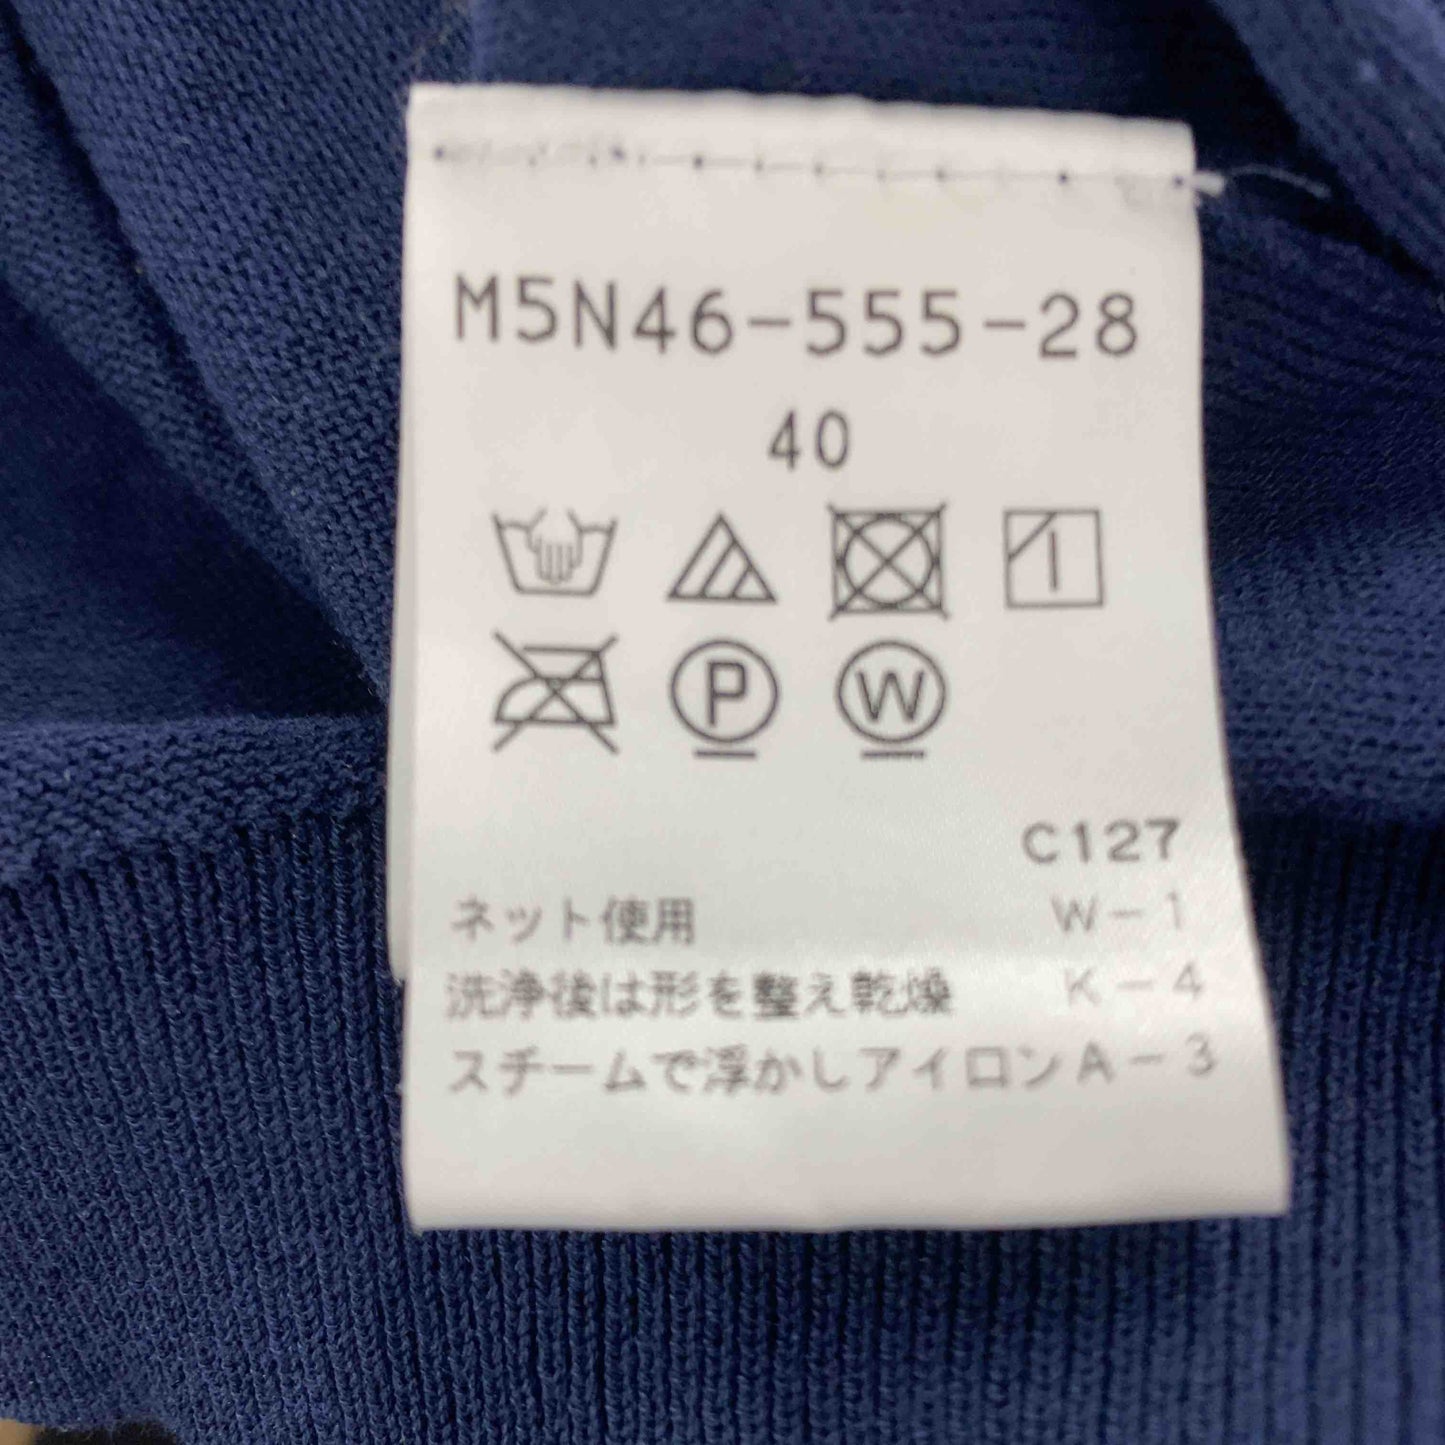 M5N46-555-28
40
P W
C127
ネット使用 W-1
洗浄後は形を整え乾燥 K-4
スチームで浮かしアイロン A-3